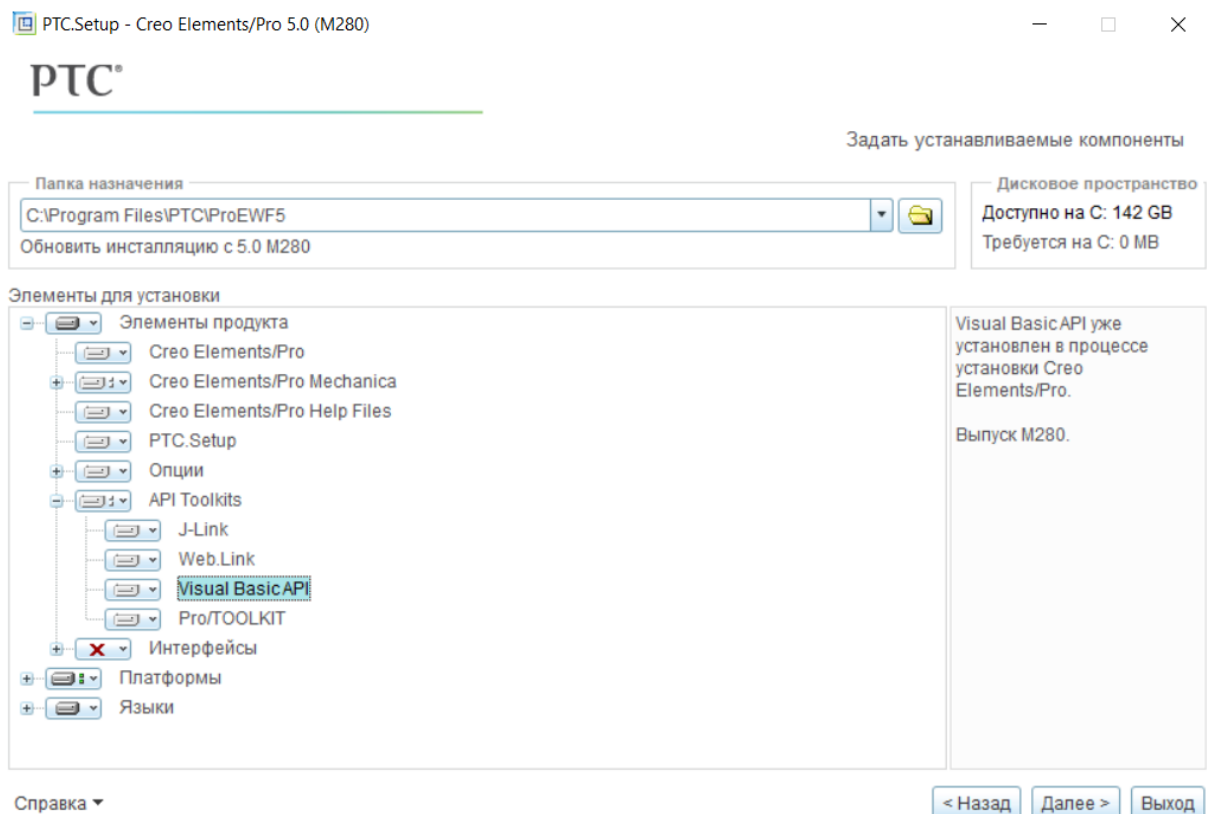 PTC.Setup - Creo Elements/Pro 5.0 (M280)
PTC®
Задать устанавливаемые компоненты
Папка назначения
C:\Program Files\PTC\ProEWF5
Обновить инсталляцию с 5.0 M280
Дисковое пространство
Доступно на C: 142 GB
Требуется на C: 0 MB
Элементы для установки
Элементы продукта
Creo Elements/Pro
Creo Elements/Pro Mechanica
Creo Elements/Pro Help Files
PTC.Setup
Опции
API Toolkits
J-Link
Web.Link
Visual Basic API
Pro/TOOLKIT
Интерфейсы
Платформы
Языки
Visual Basic API уже
установлен в процессе
установки Creo
Elements/Pro.
Выпуск M280.
Справка
< Назад
Далее >
Выход